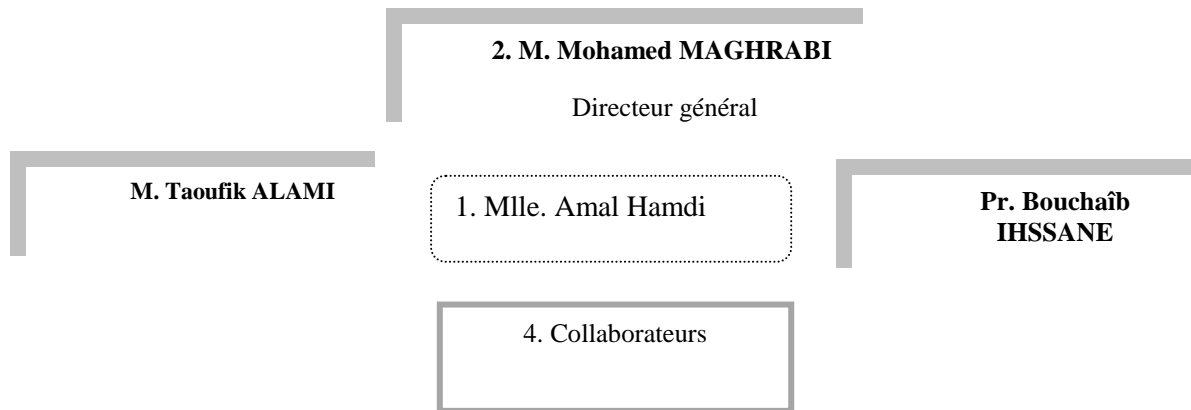 2. M. Mohamed MAGHRABI
Directeur général
M. Taoufik ALAMI
1. Mlle. Amal Hamdi
Pr. Bouchaîb
IHSSANE
4. Collaborateurs